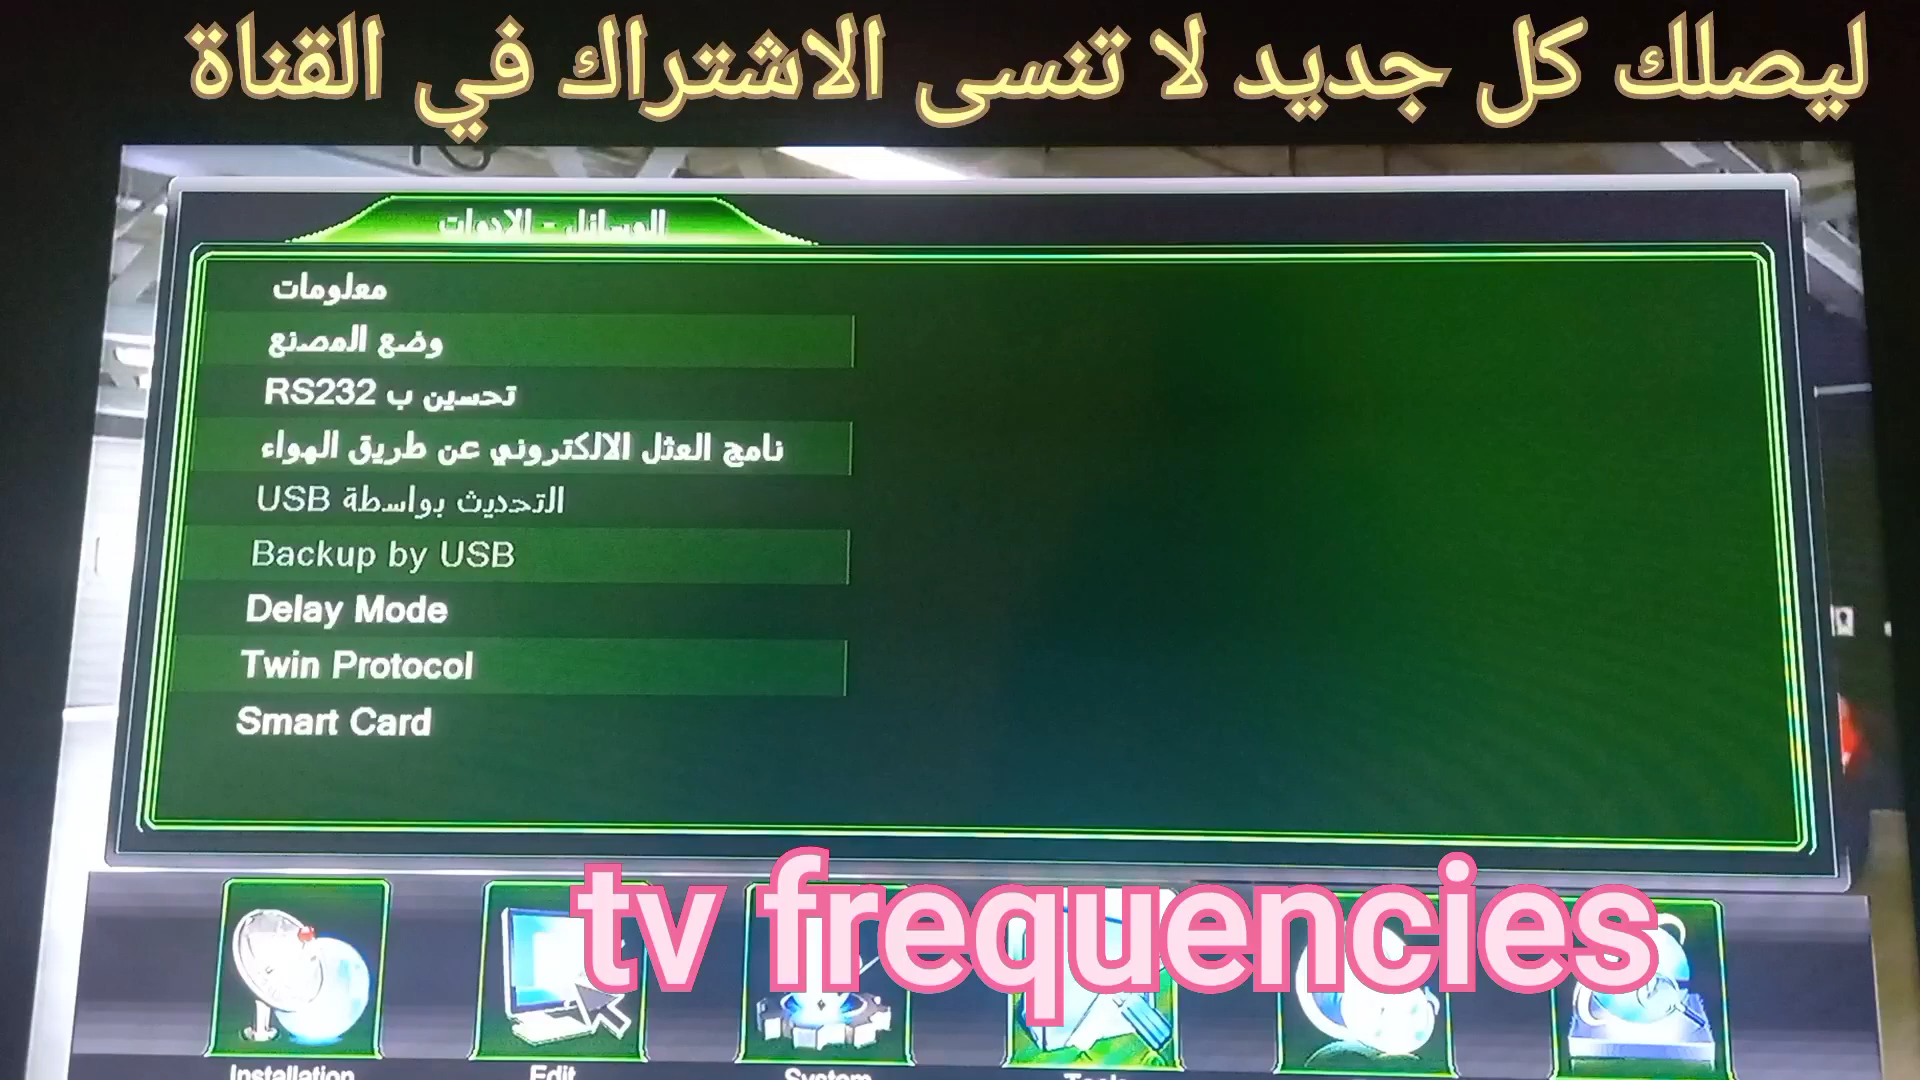 ليصلك كل جديد لا تنسى الاشتراك في القناة
الوسائل - الادوات
معلومات
وضع المصنع
تحسين ب RS232
نامج العثل الالكتروني عن طريق الهواء
التحديث بواسطة USB
Backup by USB
Delay Mode
Twin Protocol
Smart Card
tv frequencies
Installation Edit System Tools